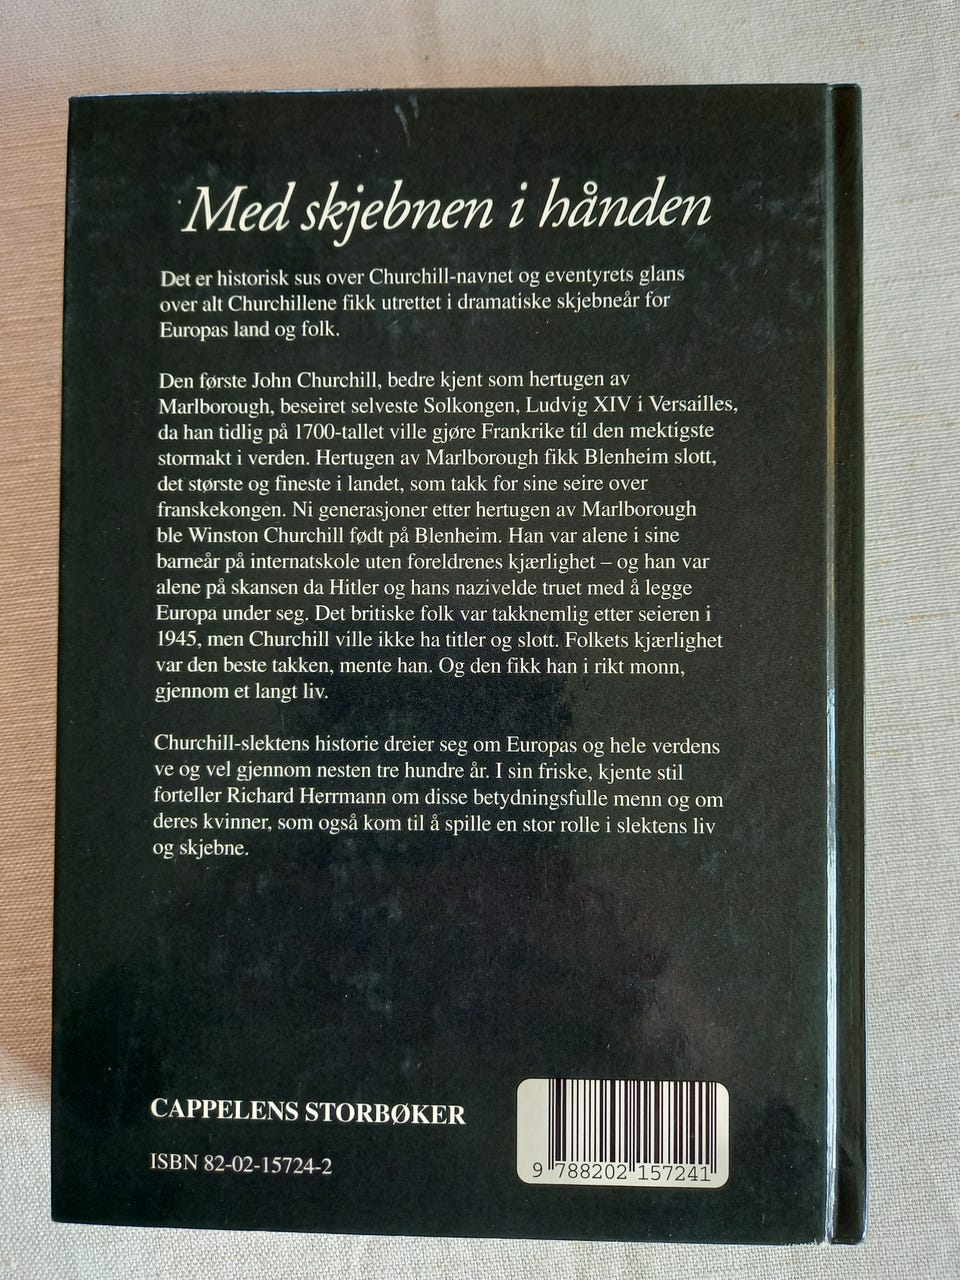 Med skjebnen i hånden
Det er historisk sus over Churchill-navnet og eventyrets glans
over alt Churchillene fikk utrettet i dramatiske skjebneår for
Europas land og folk.
Den første John Churchill, bedre kjent som hertugen av
Marlborough, beseiret selveste Solkongen, Ludvig XIV i Versailles,
da han tidlig på 1700-tallet ville gjøre Frankrike til den mektigste
stormakt i verden. Hertugen av Marlborough fikk Blenheim slott,
det største og fineste i landet, som takk for sine seire over
franskekongen. Ni generasjoner etter hertugen av Marlborough
ble Winston Churchill født på Blenheim. Han var alene i sine
barneår på internatskole uten foreldrenes kjærlighet – og han var
alene på skansen da Hitler og hans nazivelde truet med å legge
Europa under seg. Det britiske folk var takknemlig etter seieren i
1945, men Churchill ville ikke ha titler og slott. Folkets kjærlighet
var den beste takken, mente han. Og den fikk han i rikt monn,
gjennom et langt liv.
Churchill-slektens historie dreier seg om Europas og hele verdens
ve og vel gjennom nesten tre hundre år. I sin friske, kjente stil
forteller Richard Herrmann om disse betydningsfulle menn og om
deres kvinner, som også kom til å spille en stor rolle i slektens liv
og skjebne.
CAPPELENS STORBØKER
ISBN 82-02-15724-2
9 788202 157241